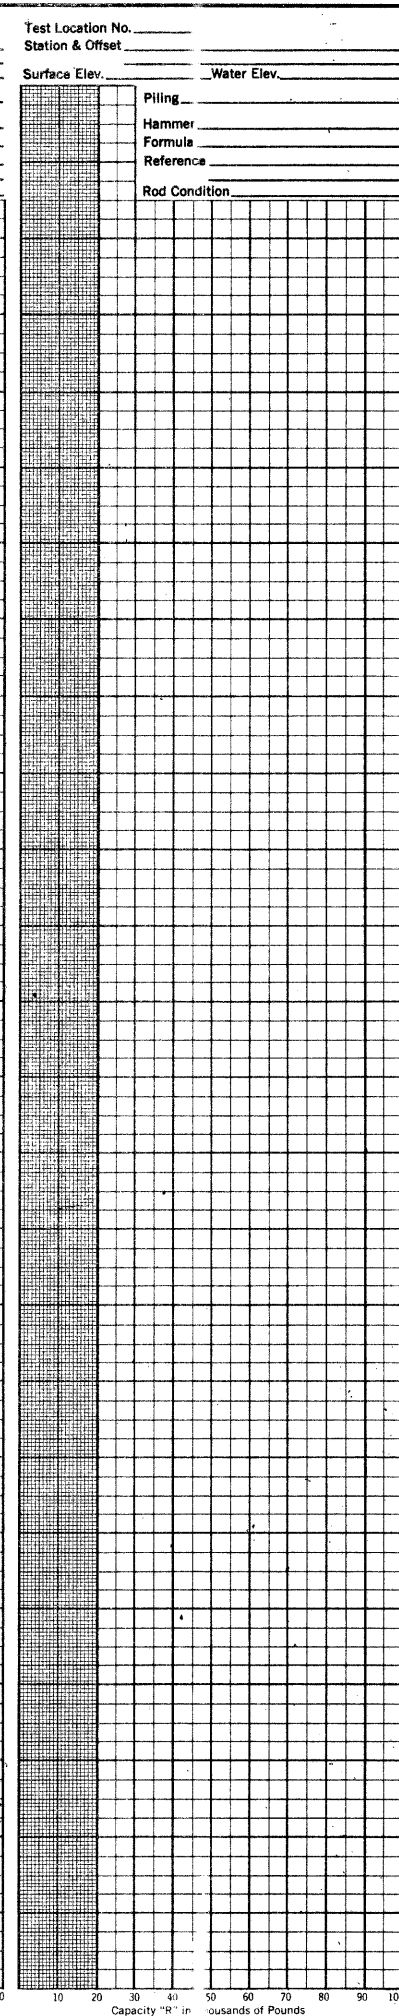 Test Location No.
Station & Offset
Surface Elev. Water Elev.
Piling
Hammer
Formula
Reference
Rod Condition
0 10 20 30 40 50 60 70 80 90 10
Capacity "R" in ousands of Pounds